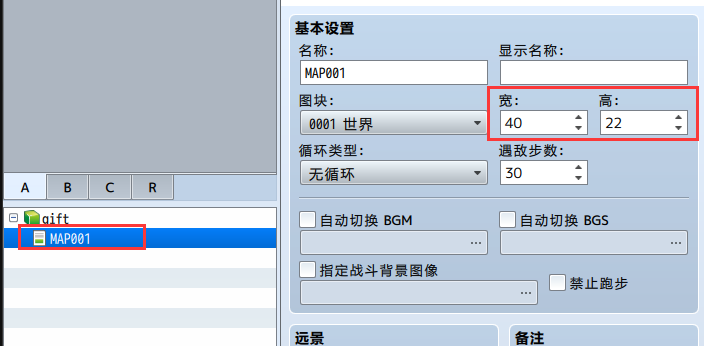 基本设置
名称:
显示名称:
MAP001
图块:
宽:
高:
0001 世界
40
22
循环类型:
遇敌步数:
无循环
30
自动切换 BGM
自动切换 BGS
...
...
指定战斗背景图像
禁止跑步
...
远景
备注
A
B
C
R
gift
MAP001